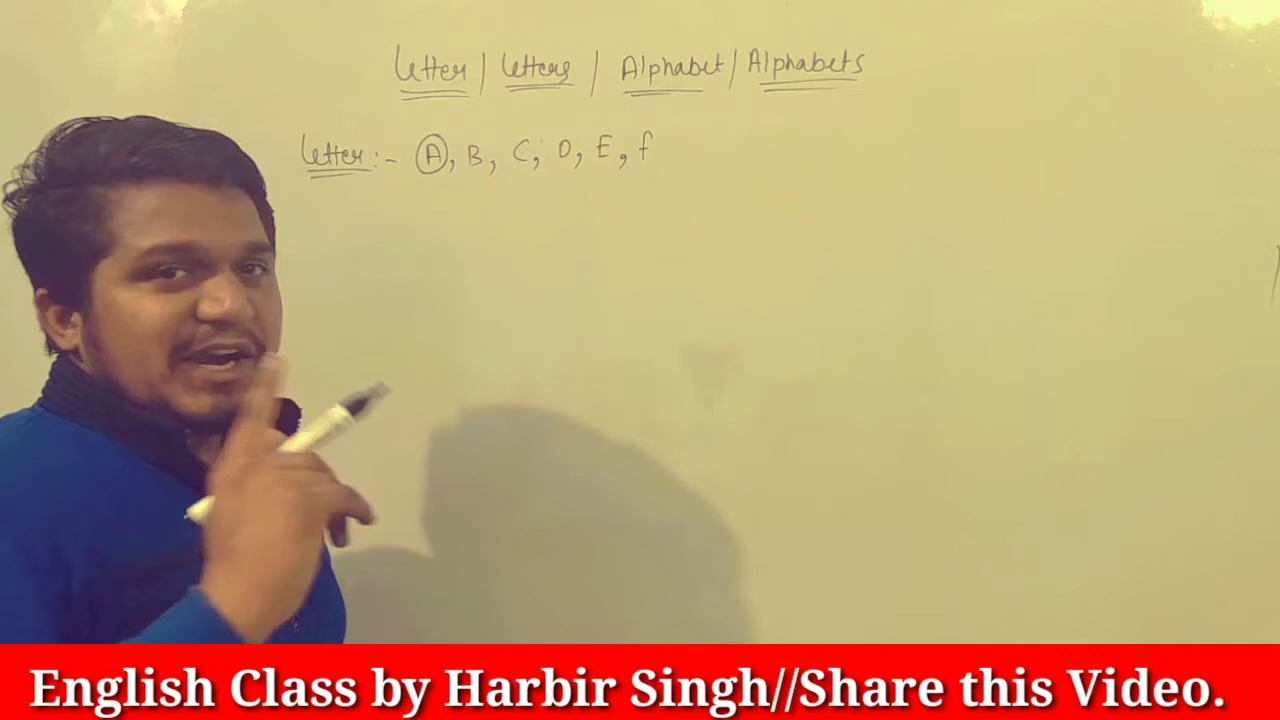 Letter / Letters / Alphabet / Alphabets
Letter :- A, B, C, D, E, f
English Class by Harbir Singh//Share this Video.